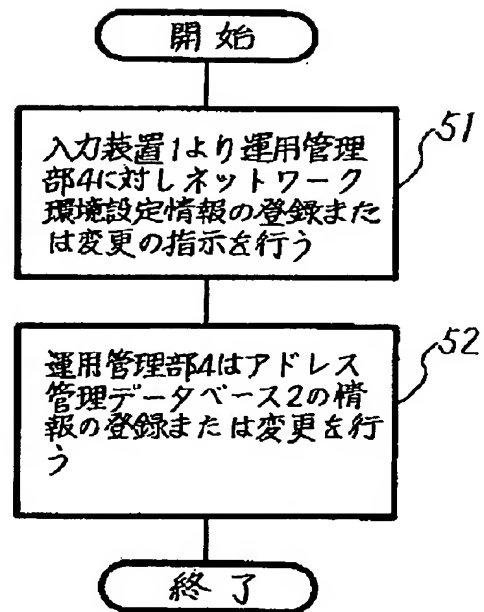 開始
51
入力装置1より運用管理
部4に対しネットワーク
環境設定情報の登録また
は変更の指示を行う
52
運用管理部4はアドレス
管理データベース2の情
報の登録または変更を行
う
終了